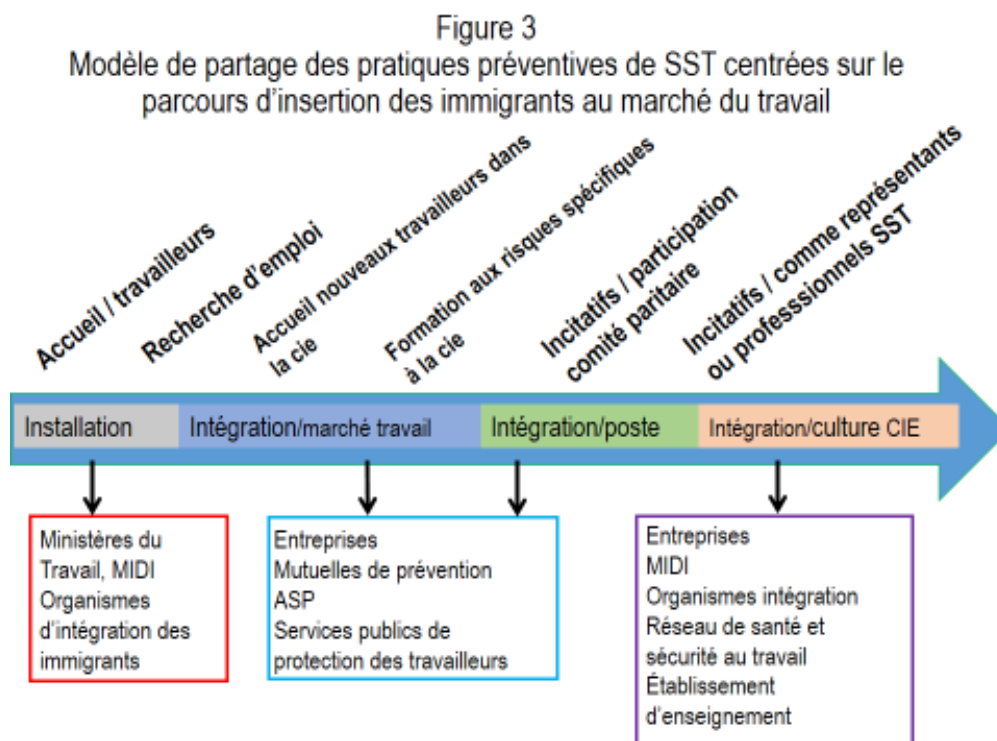 Figure 3
Modèle de partage des pratiques préventives de SST centrées sur le
parcours d'insertion des immigrants au marché du travail
Accueil / travailleurs
Recherche d'emploi
Accueil nouveaux travailleurs dans
la cie
Formation aux risques spécifiques
à la cie
Incitatifs / participation
comité paritaire
Incitatifs / comme représentants
ou professsionnels SST
Installation
Intégration/marché travail
Intégration/poste
Intégration/culture CIE
Ministères du
Travail, MIDI
Organismes
d'intégration des
immigrants
Entreprises
Mutuelles de prévention
ASP
Services publics de
protection des travailleurs
Entreprises
MIDI
Organismes intégration
Réseau de santé et
sécurité au travail
Établissement
d'enseignement